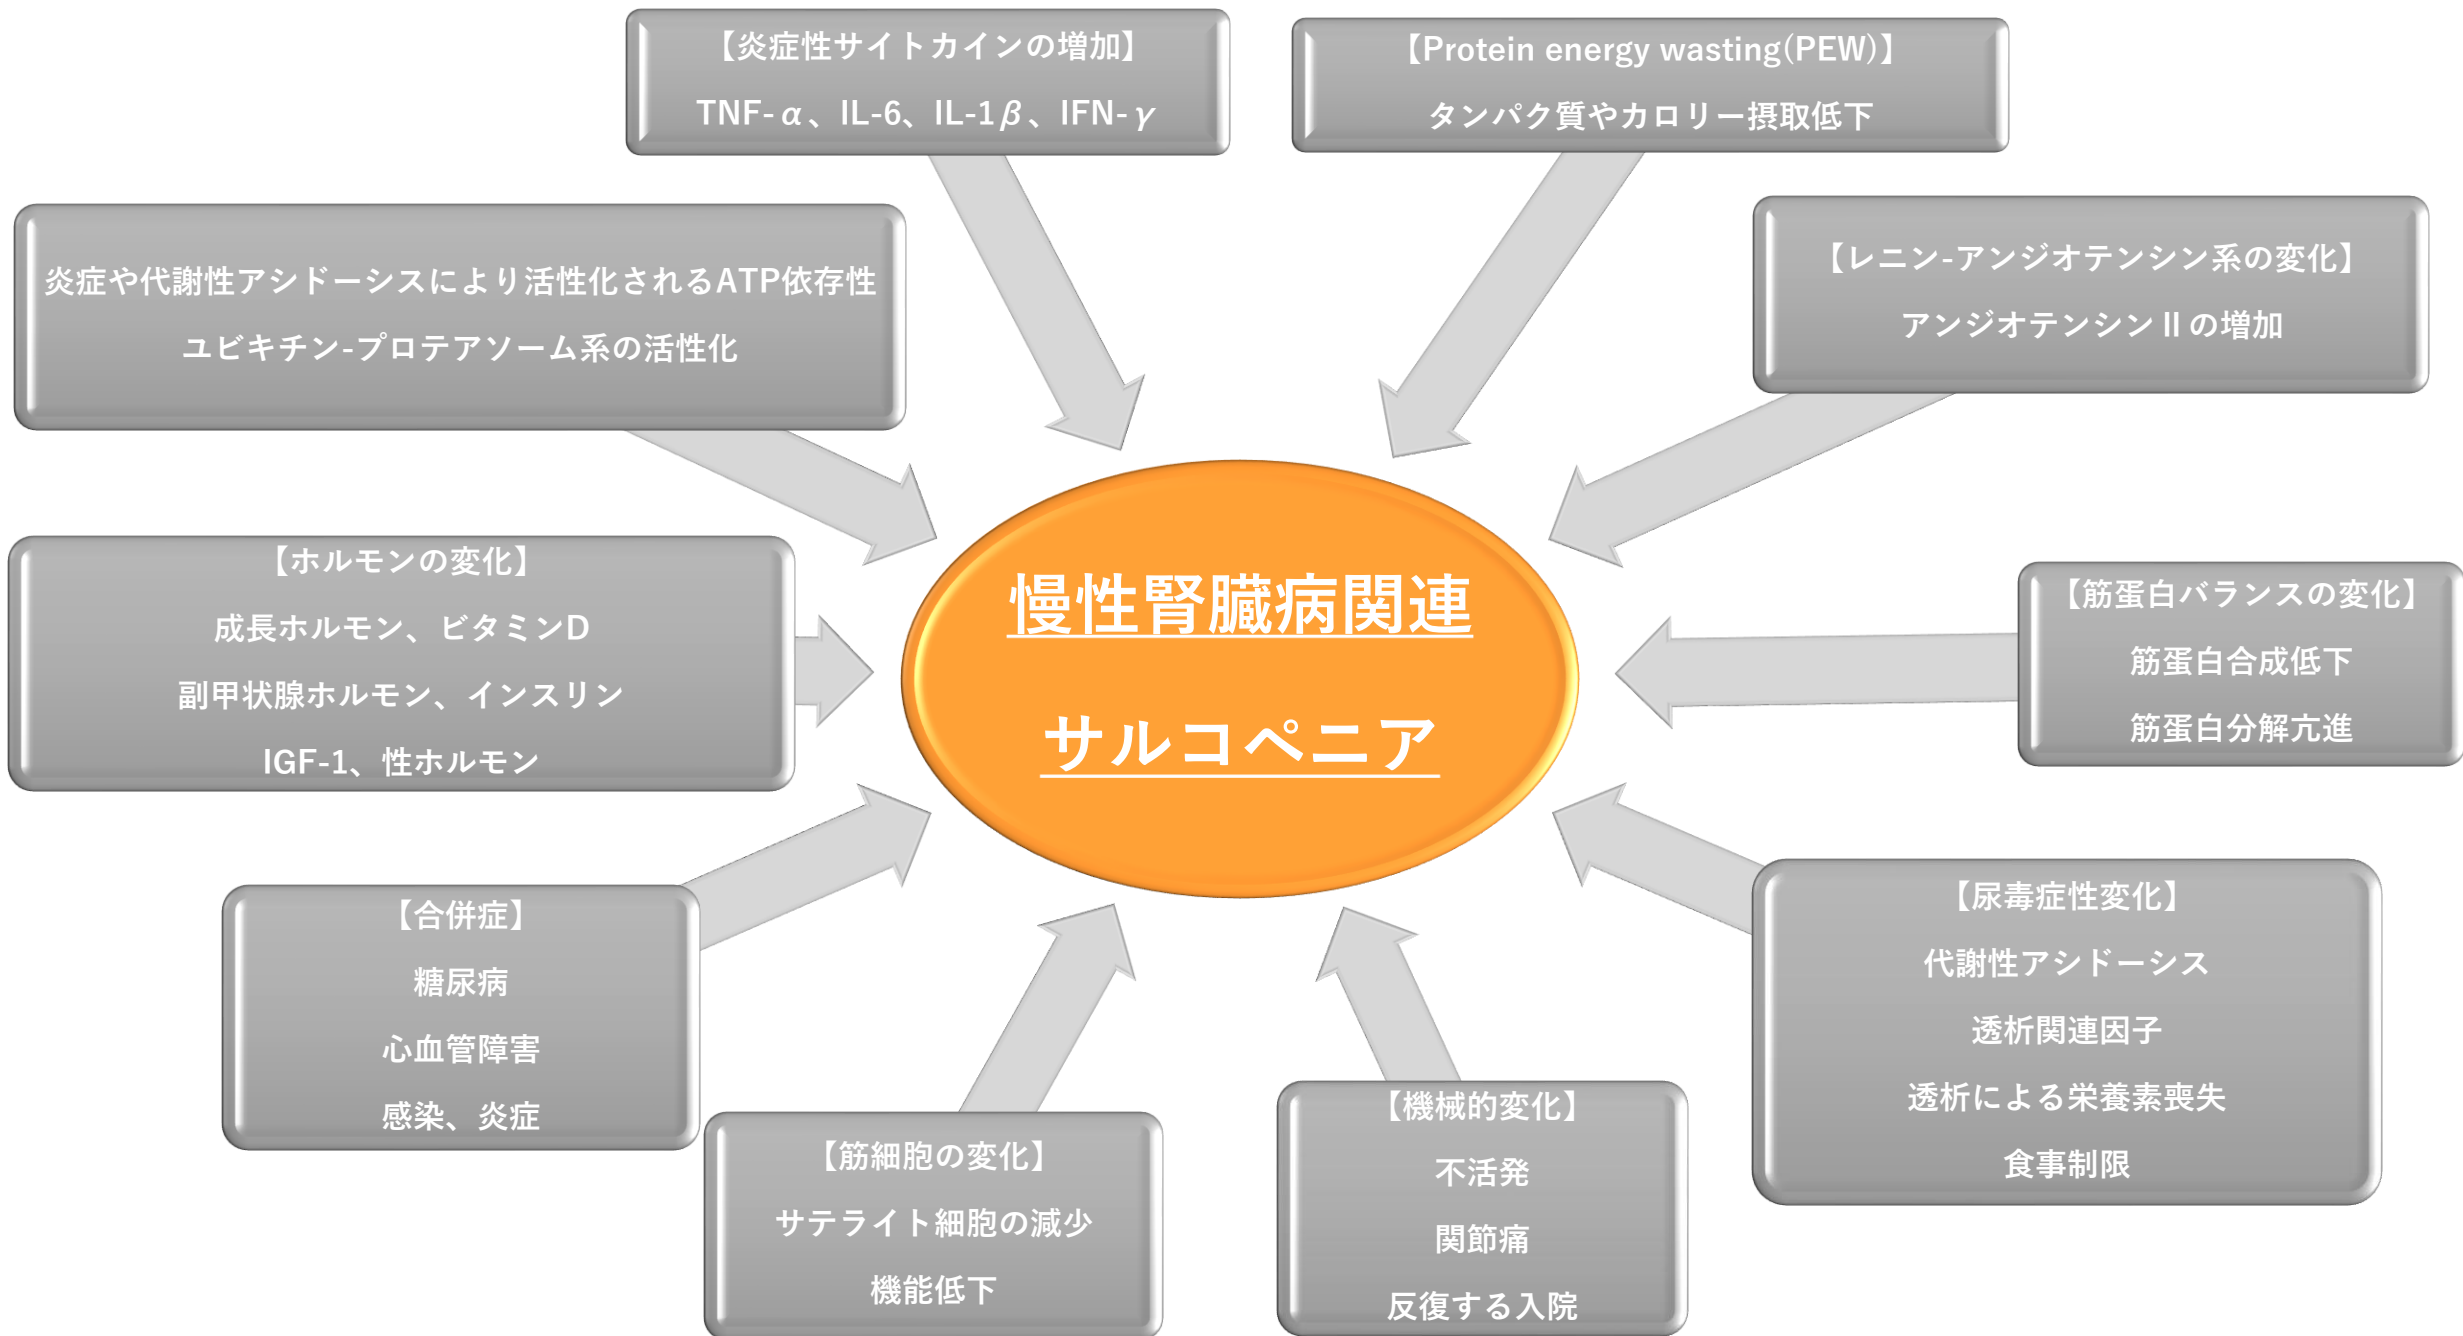 【炎症性サイトカインの増加】
TNF-α、IL-6、IL-1β、IFN-γ
【Protein energy wasting(PEW)】
タンパク質やカロリー摂取低下
炎症や代謝性アシドーシスにより活性化されるATP依存性
ユビキチン-プロテアソーム系の活性化
【レニン-アンジオテンシン系の変化】
アンジオテンシンⅡの増加
【ホルモンの変化】
成長ホルモン、ビタミンD
副甲状腺ホルモン、インスリン
IGF-1、性ホルモン
慢性腎臓病関連
サルコペニア
【筋蛋白バランスの変化】
筋蛋白合成低下
筋蛋白分解亢進
【合併症】
糖尿病
心血管障害
感染、炎症
【筋細胞の変化】
サテライト細胞の減少
機能低下
【機械的変化】
不活発
関節痛
反復する入院
【尿毒症性変化】
代謝性アシドーシス
透析関連因子
透析による栄養素喪失
食事制限